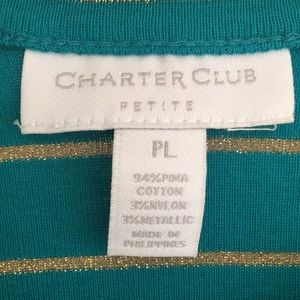 CHARTER CLUB
PETITE
PL
94%PIMA
COTTON
3%NYLON
3%METALLIC
MADE IN
PHILIPPINES